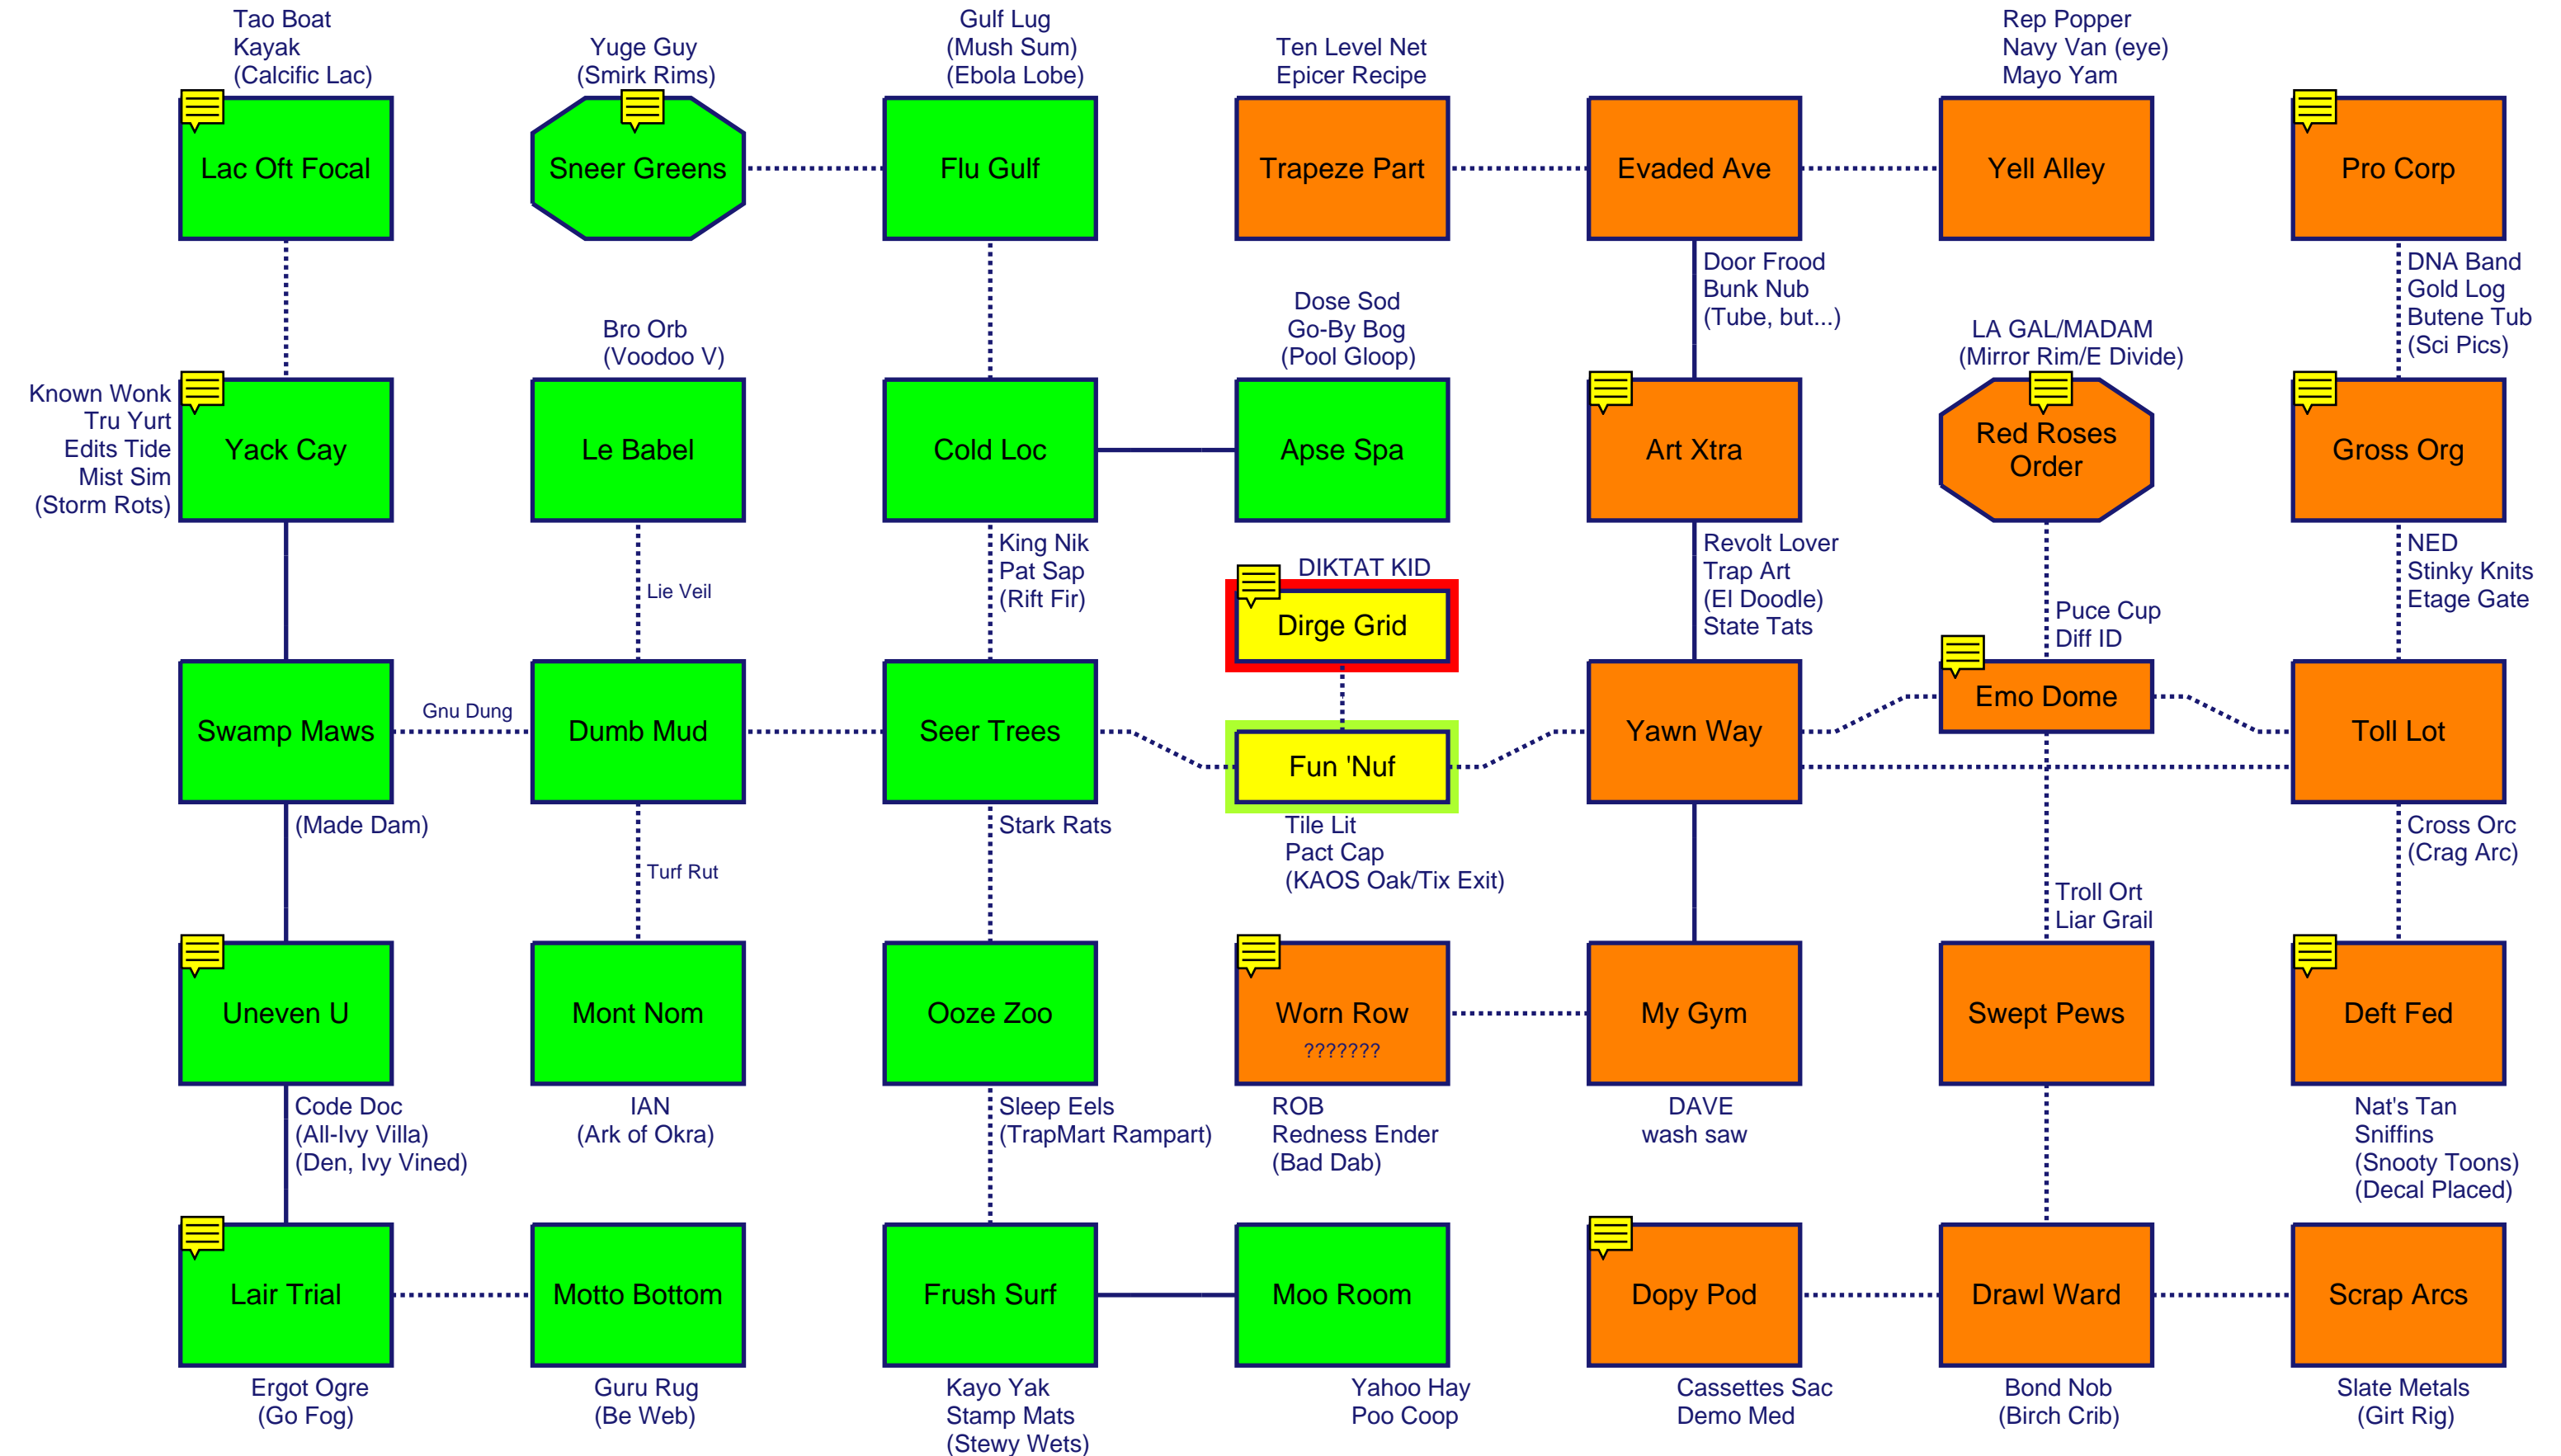 Tao Boat
Kayak
(Calcific Lac)
Yuge Guy
(Smirk Rims)
Gulf Lug
(Mush Sum)
(Ebola Lobe)
Ten Level Net
Epicer Recipe
Rep Popper
Navy Van (eye)
Mayo Yam
Lac Oft Focal
Sneer Greens
Flu Gulf
Trapeze Part
Evaded Ave
Yell Alley
Pro Corp
Door Frood
Bunk Nub
(Tube, but...)
DNA Band
Gold Log
Butene Tub
(Sci Pics)
Bro Orb
(Voodoo V)
Dose Sod
Go-By Bog
(Pool Gloop)
LA GAL/MADAM
(Mirror Rim/E Divide)
Known Wonk
Tru Yurt
Edits Tide
Mist Sim
(Storm Rots)
Yack Cay
Le Babel
Cold Loc
Apse Spa
Art Xtra
Red Roses
Order
Gross Org
Lie Veil
King Nik
Pat Sap
(Rift Fir)
DIKTAT KID
Dirge Grid
Revolt Lover
Trap Art
(El Doodle)
State Tats
Puce Cup
Diff ID
NED
Stinky Knits
Etage Gate
Swamp Maws
Gnu Dung
Dumb Mud
Seer Trees
Fun 'Nuf
Yawn Way
Emo Dome
Toll Lot
(Made Dam)
Turf Rut
Stark Rats
Tile Lit
Pact Cap
(KAOS Oak/Tix Exit)
Troll Ort
Liar Grail
Cross Orc
(Crag Arc)
Uneven U
Mont Nom
Ooze Zoo
Worn Row
???????
My Gym
Swept Pews
Deft Fed
Code Doc
(All-Ivy Villa)
(Den, Ivy Vined)
IAN
(Ark of Okra)
Sleep Eels
(TrapMart Rampart)
ROB
Redness Ender
(Bad Dab)
DAVE
wash saw
Nat's Tan
Sniffins
(Snooty Toons)
(Decal Placed)
Lair Trial
Motto Bottom
Frush Surf
Moo Room
Dopy Pod
Drawl Ward
Scrap Arcs
Ergot Ogre
(Go Fog)
Guru Rug
(Be Web)
Kayo Yak
Stamp Mats
(Stewy Wets)
Yahoo Hay
Poo Coop
Cassettes Sac
Demo Med
Bond Nob
(Birch Crib)
Slate Metals
(Girt Rig)